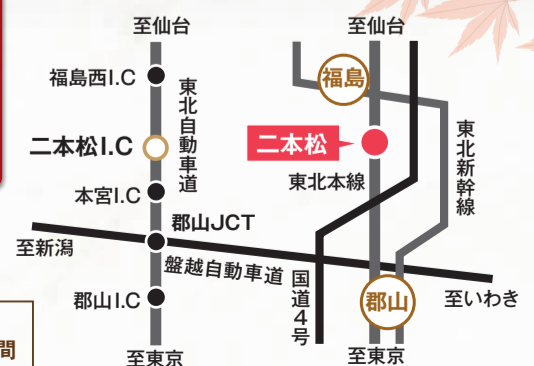 至仙台
至仙台
福島西I.C
東北自動車道
福島
二本松I.C
二本松
東北新幹線
東北本線
本宮I.C
郡山JCT
至新潟
盤越自動車道
国道4号
郡山I.C
郡山
至いわき
間
至東京
至東京